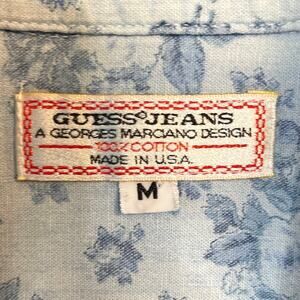 GUESS® JEANS
A GEORGES MARCIANO DESIGN
100% COTTON
MADE IN U.S.A.
M